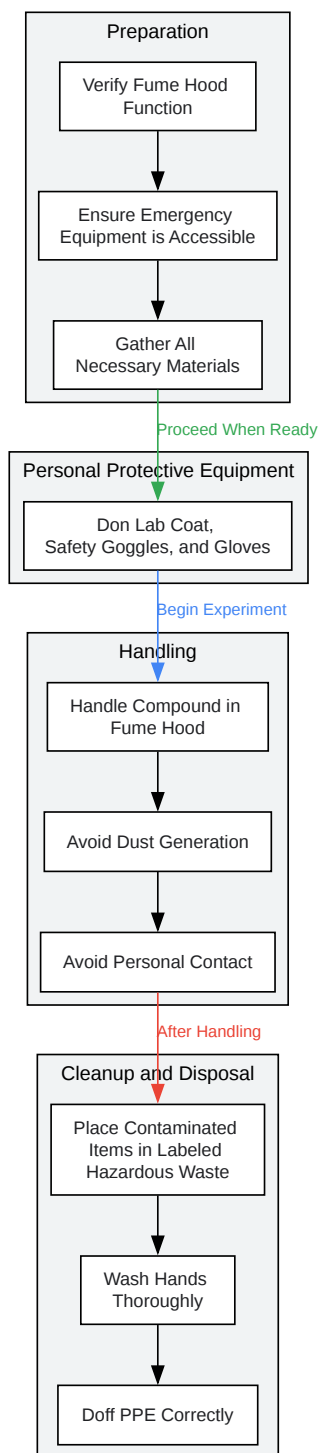 Preparation
Verify Fume Hood
Function
Ensure Emergency
Equipment is Accessible
Gather All
Necessary Materials
Proceed When Ready
Personal Protective Equipment
Don Lab Coat,
Safety Goggles, and Gloves
Begin Experiment
Handling
Handle Compound in
Fume Hood
Avoid Dust Generation
Avoid Personal Contact
After Handling
Cleanup and Disposal
Place Contaminated
Items in Labeled
Hazardous Waste
Wash Hands
Thoroughly
Doff PPE Correctly